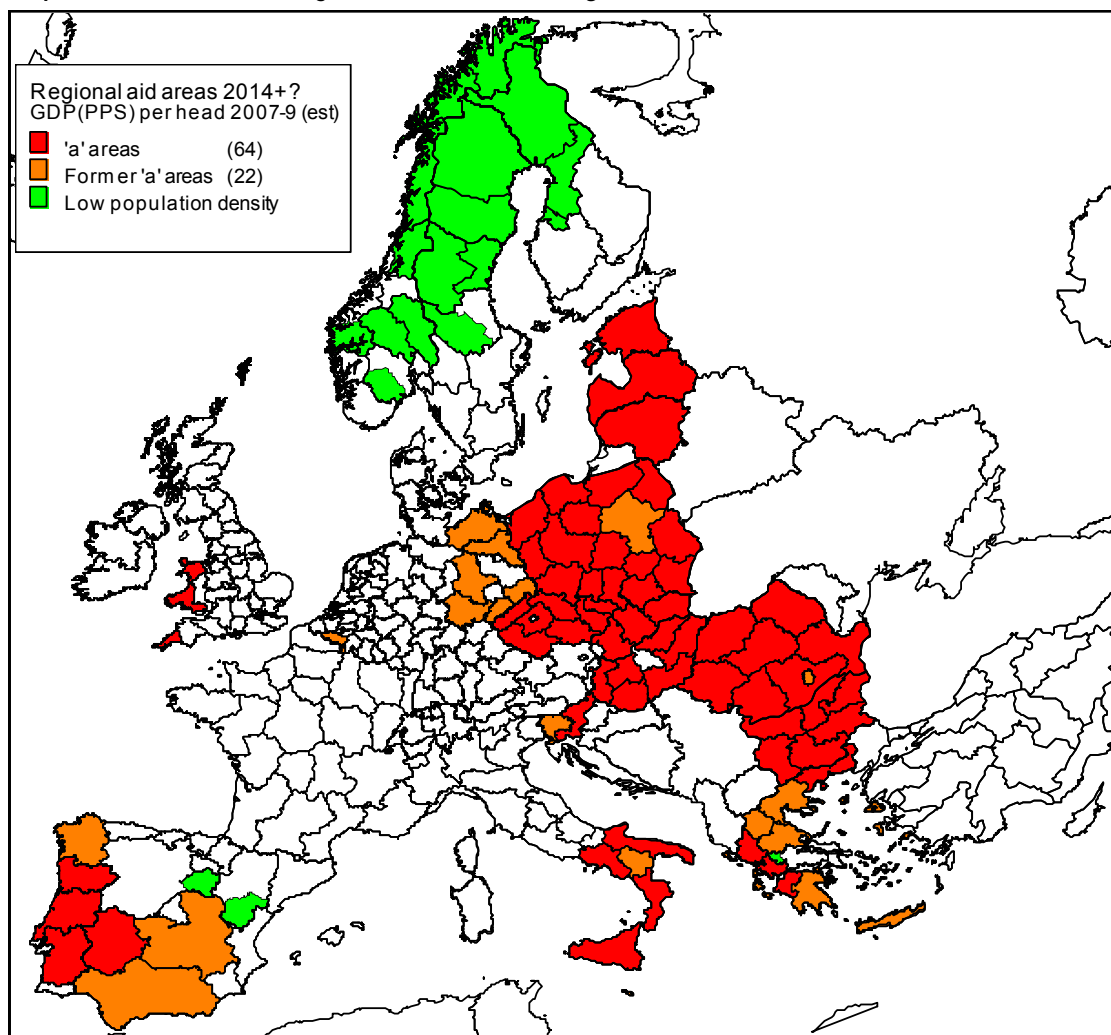 Regional aid areas 2014+?
GDP(PPS) per head 2007-9 (est)
'a' areas (64)
Former 'a' areas (22)
Low population density